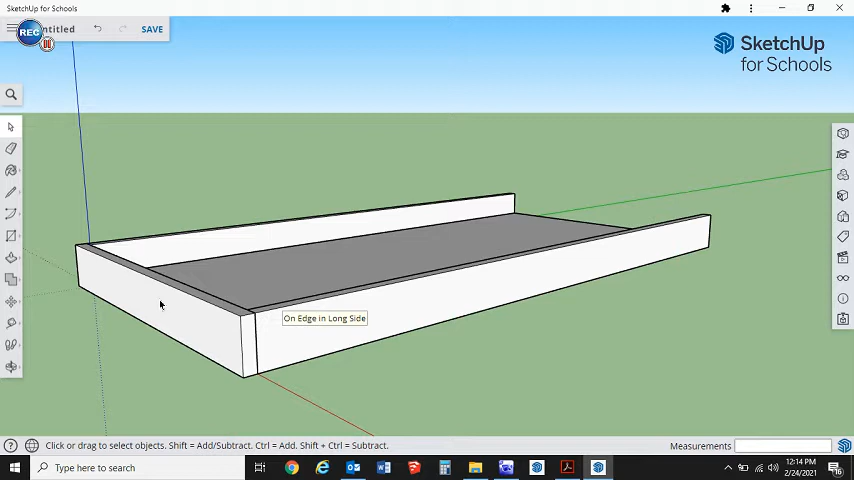 SketchUp for Schools
REC
ntitled
SAVE
SketchUp
for Schools
On Edge in Long Side
Click or drag to select objects. Shift = Add/Subtract. Ctrl = Add. Shift + Ctrl = Subtract.
Measurements
Type here to search
12:14 PM
2/24/2021
16